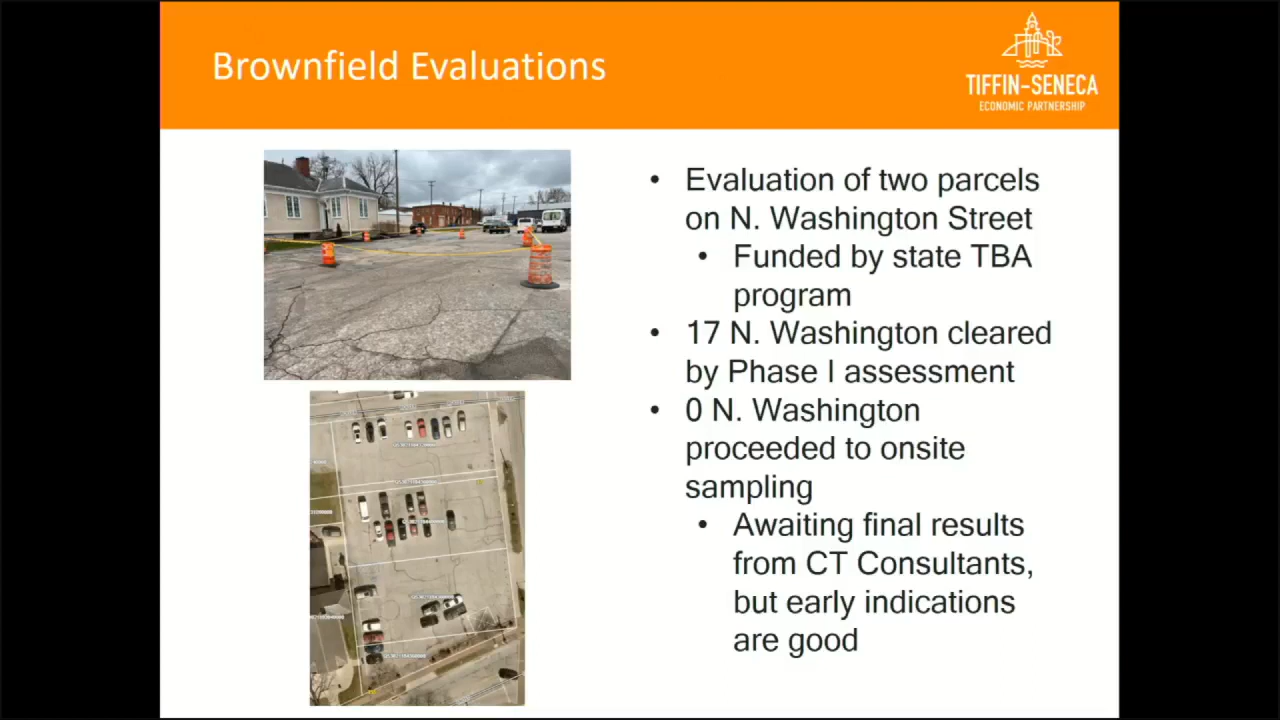 Brownfield Evaluations
TIFFIN-SENECA
ECONOMIC PARTNERSHIP
• Evaluation of two parcels
on N. Washington Street
• Funded by state TBA
program
• 17 N. Washington cleared
by Phase I assessment
• 0 N. Washington
proceeded to onsite
sampling
• Awaiting final results
from CT Consultants,
but early indications
are good